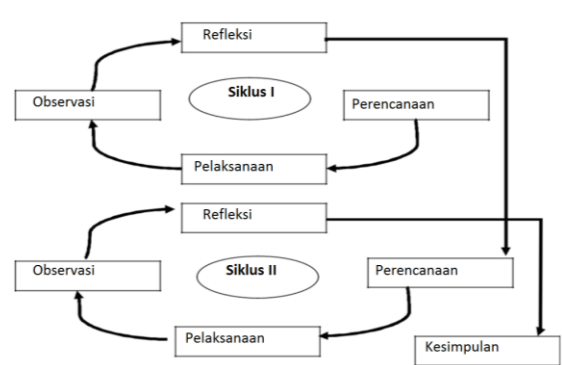 Refleksi
Siklus I
Observasi
Perencanaan
Pelaksanaan
Refleksi
Siklus II
Observasi
Perencanaan
Pelaksanaan
Kesimpulan